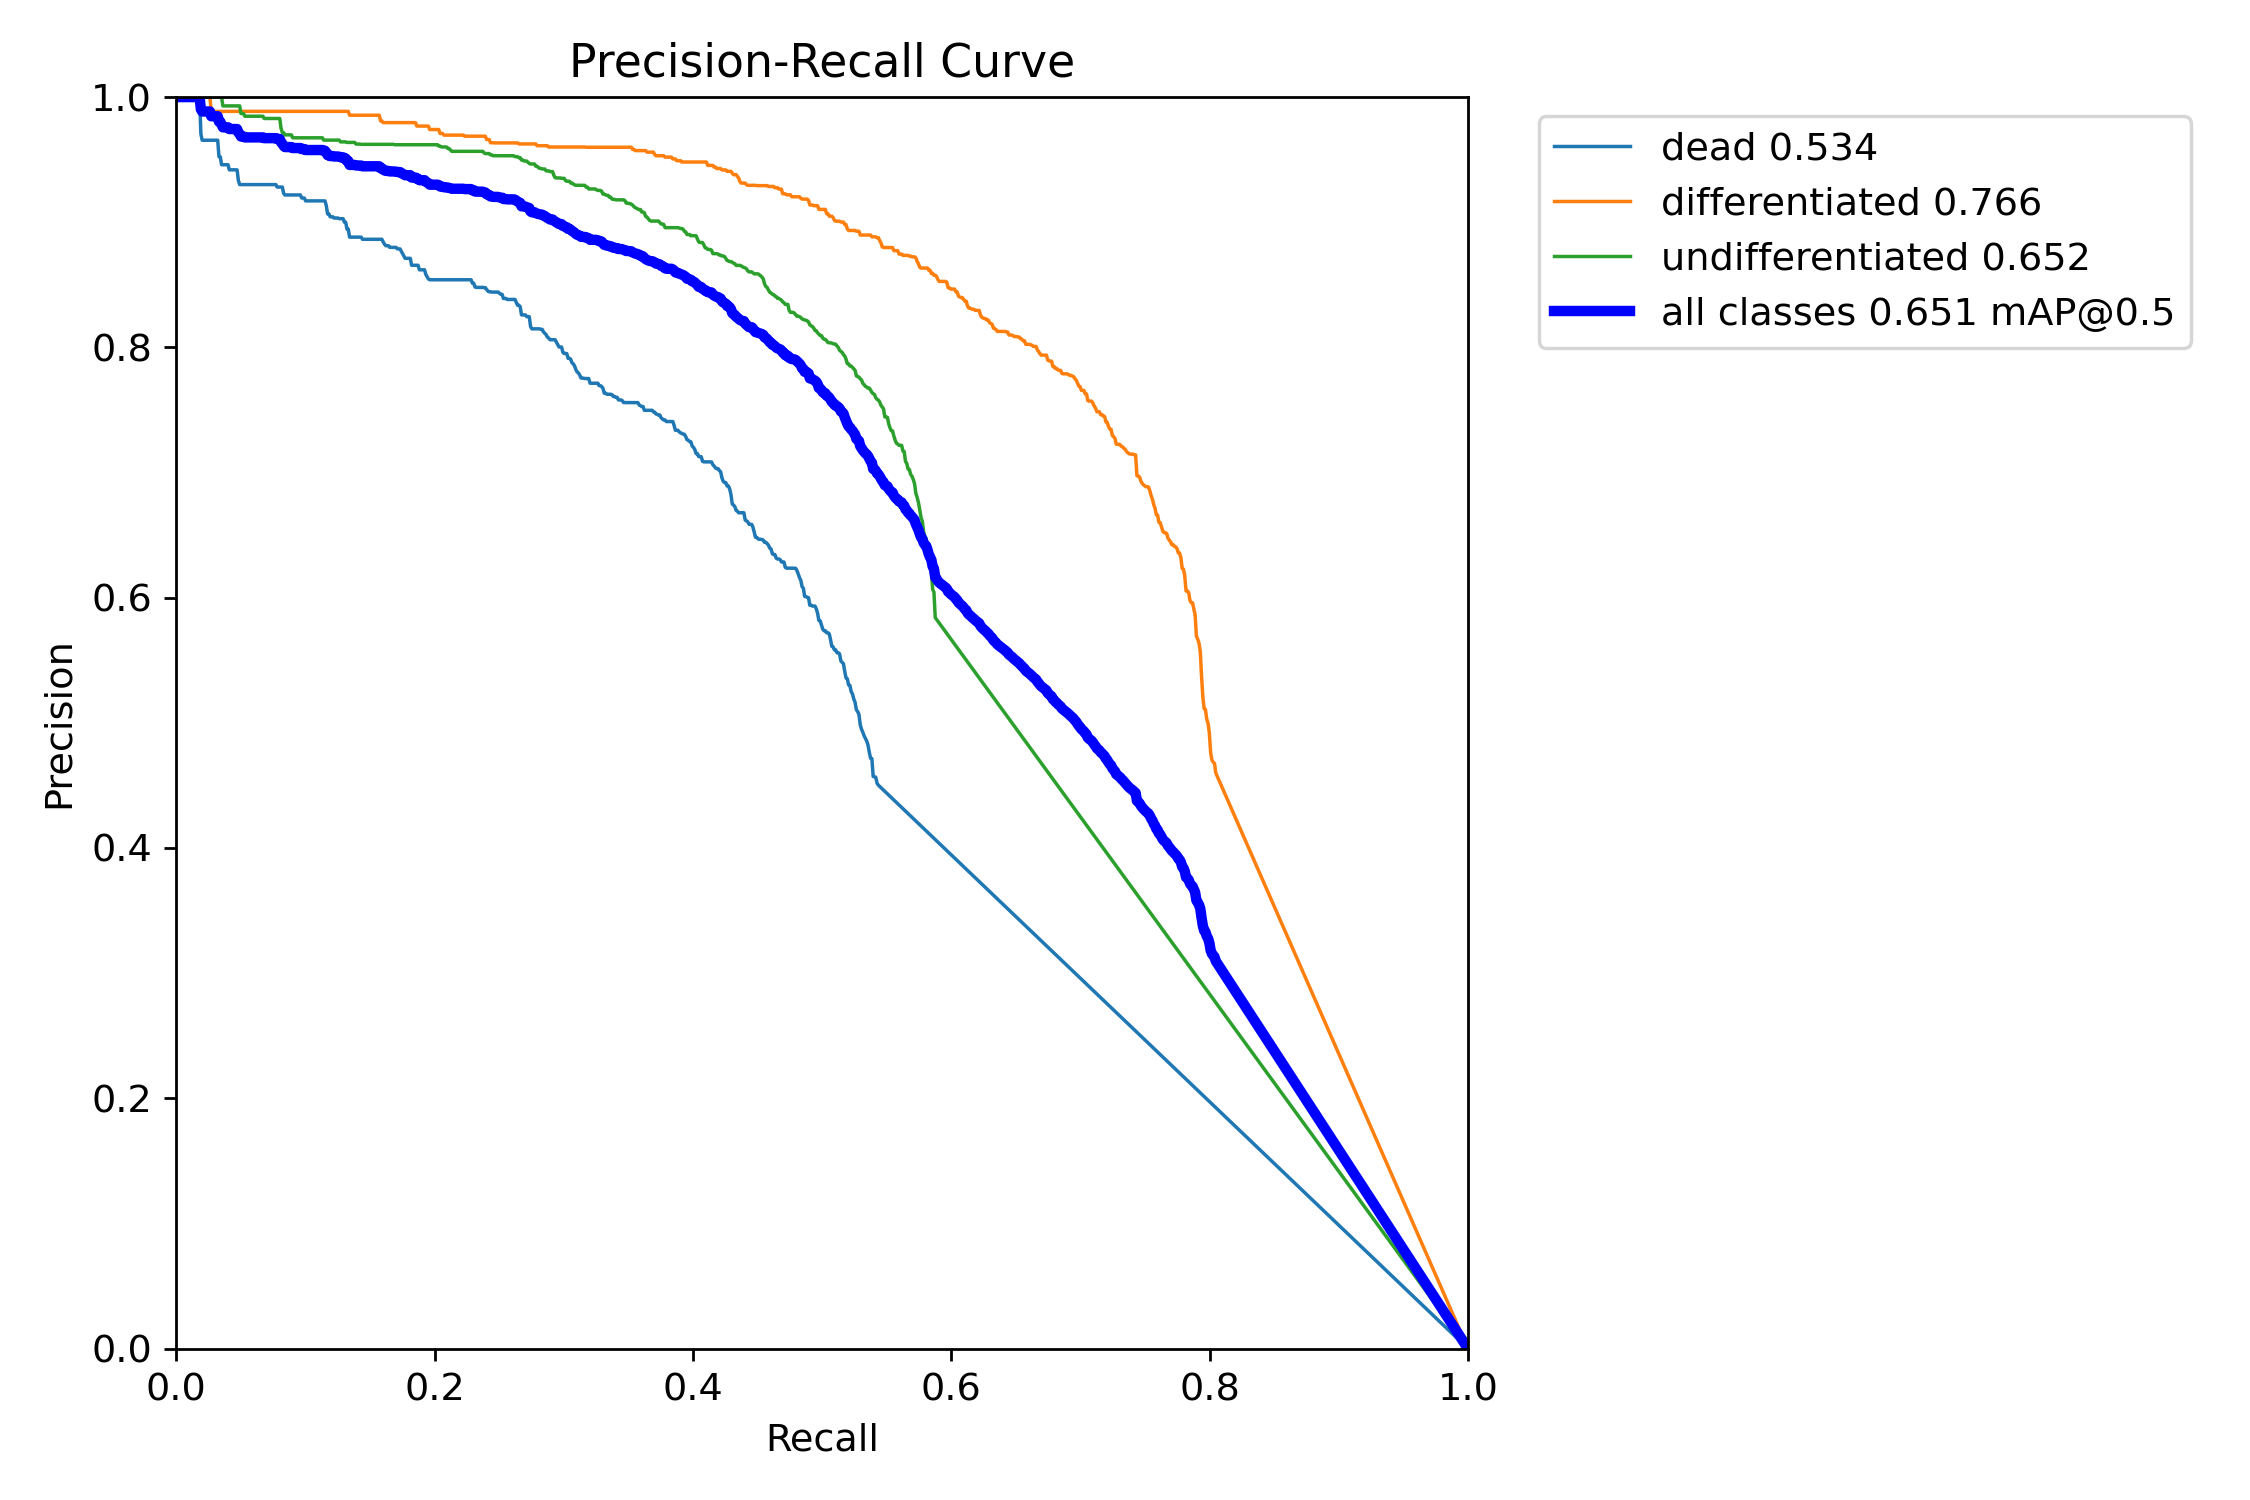 Precision-Recall Curve
1.0
0.8
0.6
0.4
0.2
0.0
Precision
0.0 0.2 0.4 0.6 0.8 1.0
Recall
dead 0.534
differentiated 0.766
undifferentiated 0.652
all classes 0.651 mAP@0.5